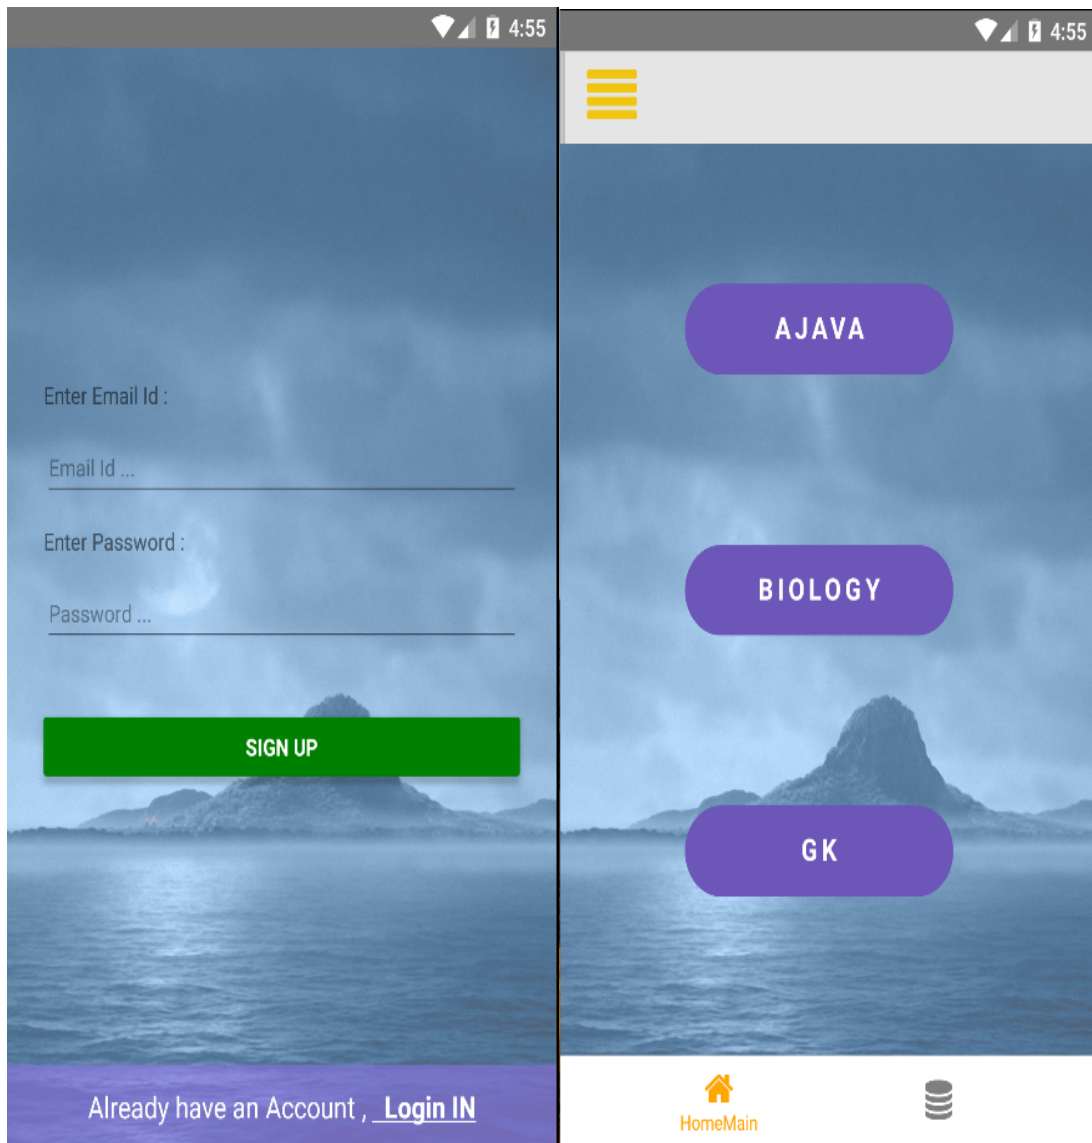 4:55
Enter Email Id :
Email Id ...
Enter Password :
Password ...
SIGN UP
Already have an Account , Login IN
4:55
AJAVA
BIOLOGY
GK
HomeMain